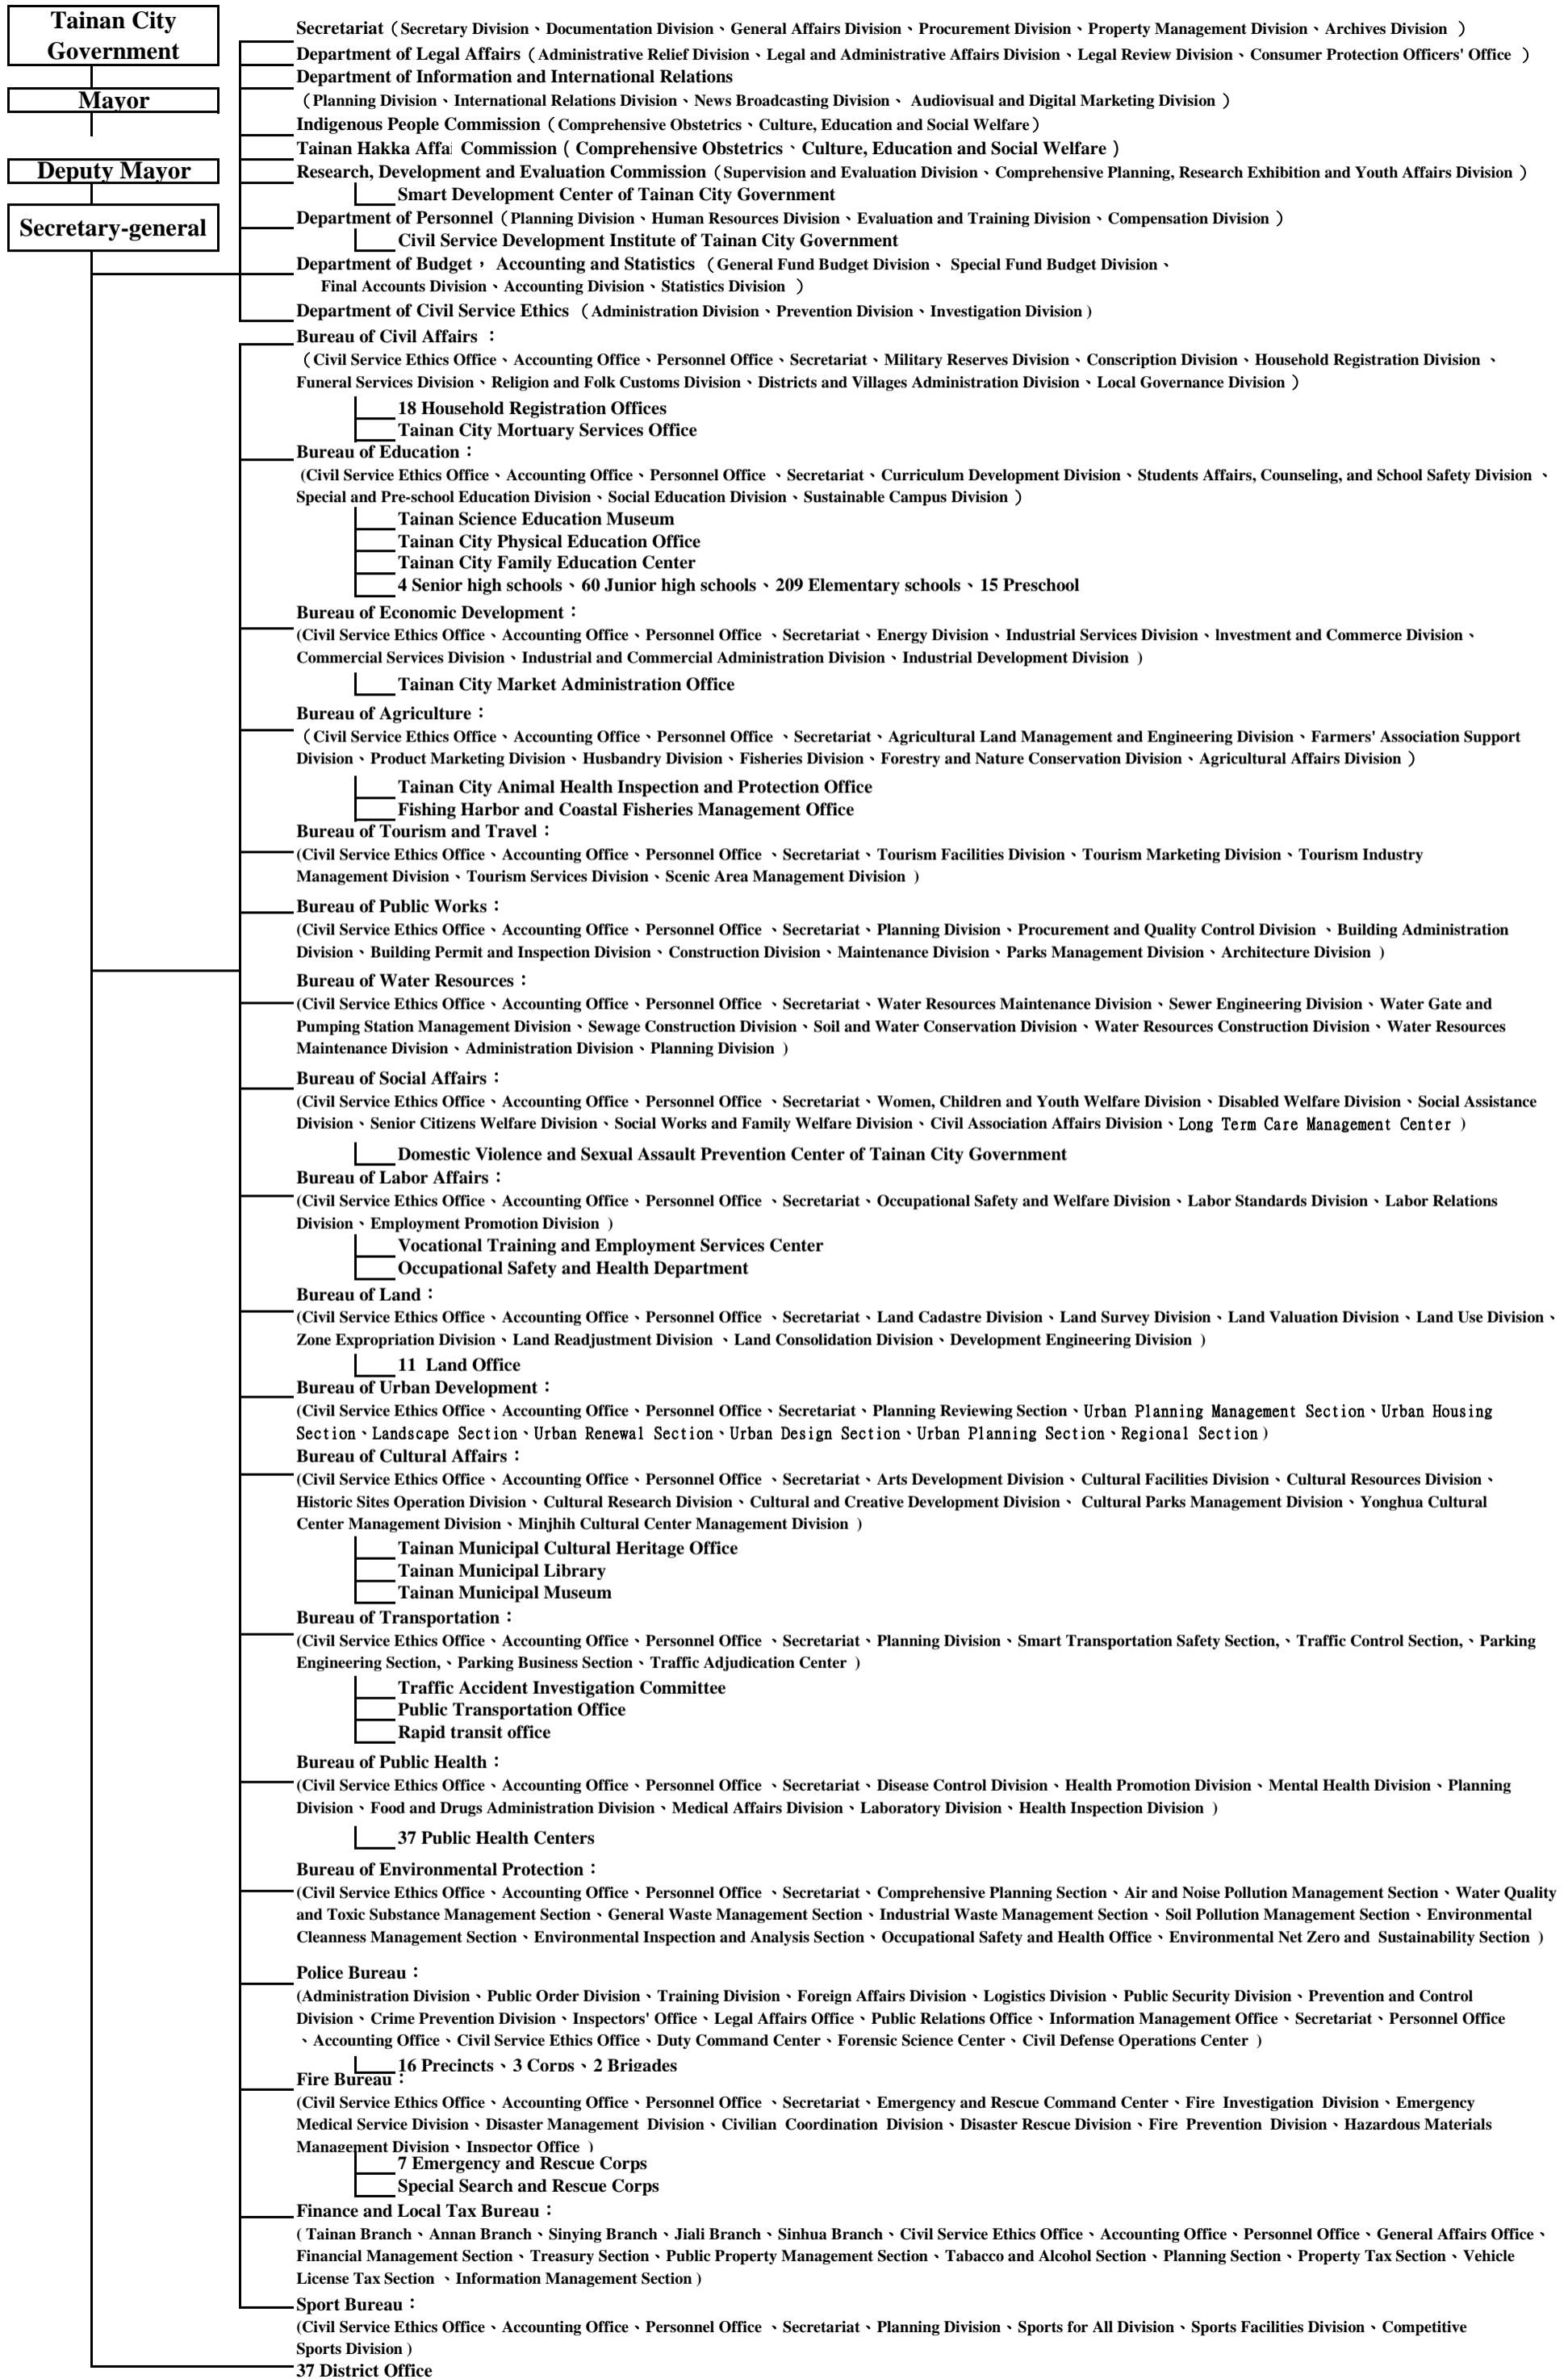 Tainan City
Government
Mayor
Deputy Mayor
Secretary-general
Secretariat（Secretary Division、Documentation Division、General Affairs Division、Procurement Division、Property Management Division、Archives Division ）
Department of Legal Affairs（Administrative Relief Division、Legal and Administrative Affairs Division、Legal Review Division、Consumer Protection Officers' Office ）
Department of Information and International Relations
（Planning Division、International Relations Division、News Broadcasting Division、 Audiovisual and Digital Marketing Division）
Indigenous People Commission（Comprehensive Obstetrics、Culture, Education and Social Welfare）
Tainan Hakka Affai Commission（Comprehensive Obstetrics、Culture, Education and Social Welfare）
Research, Development and Evaluation Commission（Supervision and Evaluation Division、Comprehensive Planning, Research Exhibition and Youth Affairs Division）
Smart Development Center of Tainan City Government
Department of Personnel（Planning Division、Human Resources Division、Evaluation and Training Division、Compensation Division）
Civil Service Development Institute of Tainan City Government
Department of Budget， Accounting and Statistics （General Fund Budget Division、 Special Fund Budget Division、
Final Accounts Division、Accounting Division、Statistics Division ）
Department of Civil Service Ethics （Administration Division、Prevention Division、Investigation Division）
Bureau of Civil Affairs ：
（Civil Service Ethics Office、Accounting Office、Personnel Office、Secretariat、Military Reserves Division、Conscription Division、Household Registration Division 、
Funeral Services Division、Religion and Folk Customs Division、Districts and Villages Administration Division、Local Governance Division）
18 Household Registration Offices
Tainan City Mortuary Services Office
Bureau of Education：
(Civil Service Ethics Office、Accounting Office、Personnel Office 、Secretariat、Curriculum Development Division、Students Affairs, Counseling, and School Safety Division 、
Special and Pre-school Education Division、Social Education Division、Sustainable Campus Division）
Tainan Science Education Museum
Tainan City Physical Education Office
Tainan City Family Education Center
4 Senior high schools、60 Junior high schools、209 Elementary schools、15 Preschool
Bureau of Economic Development：
(Civil Service Ethics Office、Accounting Office、Personnel Office 、Secretariat、Energy Division、Industrial Services Division、lnvestment and Commerce Division、
Commercial Services Division、Industrial and Commercial Administration Division、Industrial Development Division )
Tainan City Market Administration Office
Bureau of Agriculture：
（Civil Service Ethics Office、Accounting Office、Personnel Office 、Secretariat、Agricultural Land Management and Engineering Division、Farmers' Association Support
Division、Product Marketing Division、Husbandry Division、Fisheries Division、Forestry and Nature Conservation Division、Agricultural Affairs Division）
Tainan City Animal Health Inspection and Protection Office
Fishing Harbor and Coastal Fisheries Management Office
Bureau of Tourism and Travel：
(Civil Service Ethics Office、Accounting Office、Personnel Office 、Secretariat、Tourism Facilities Division、Tourism Marketing Division、Tourism Industry
Management Division、Tourism Services Division、Scenic Area Management Division )
Bureau of Public Works：
(Civil Service Ethics Office、Accounting Office、Personnel Office 、Secretariat、Planning Division、Procurement and Quality Control Division 、Building Administration
Division、Building Permit and Inspection Division、Construction Division、Maintenance Division、Parks Management Division、Architecture Division )
Bureau of Water Resources：
(Civil Service Ethics Office、Accounting Office、Personnel Office 、Secretariat、Water Resources Maintenance Division、Sewer Engineering Division、Water Gate and
Pumping Station Management Division、Sewage Construction Division、Soil and Water Conservation Division、Water Resources Construction Division、Water Resources
Maintenance Division、Administration Division、Planning Division )
Bureau of Social Affairs：
(Civil Service Ethics Office、Accounting Office、Personnel Office 、Secretariat、Women, Children and Youth Welfare Division、Disabled Welfare Division、Social Assistance
Division、Senior Citizens Welfare Division、Social Works and Family Welfare Division、Civil Association Affairs Division、Long Term Care Management Center )
Domestic Violence and Sexual Assault Prevention Center of Tainan City Government
Bureau of Labor Affairs：
(Civil Service Ethics Office、Accounting Office、Personnel Office 、Secretariat、Occupational Safety and Welfare Division、Labor Standards Division、Labor Relations
Division、Employment Promotion Division )
Vocational Training and Employment Services Center
Occupational Safety and Health Department
Bureau of Land：
(Civil Service Ethics Office、Accounting Office、Personnel Office 、Secretariat、Land Cadastre Division、Land Survey Division、Land Valuation Division、Land Use Division、
Zone Expropriation Division、Land Readjustment Division 、Land Consolidation Division、Development Engineering Division )
11 Land Office
Bureau of Urban Development：
(Civil Service Ethics Office、Accounting Office、Personnel Office、Secretariat、Planning Reviewing Section、Urban Planning Management Section、Urban Housing
Section、Landscape Section、Urban Renewal Section、Urban Design Section、Urban Planning Section、Regional Section)
Bureau of Cultural Affairs：
(Civil Service Ethics Office、Accounting Office、Personnel Office 、Secretariat、Arts Development Division、Cultural Facilities Division、Cultural Resources Division、
Historic Sites Operation Division、Cultural Research Division、Cultural and Creative Development Division、 Cultural Parks Management Division、Yonghua Cultural
Center Management Division、Minjhih Cultural Center Management Division )
Tainan Municipal Cultural Heritage Office
Tainan Municipal Library
Tainan Municipal Museum
Bureau of Transportation：
(Civil Service Ethics Office、Accounting Office、Personnel Office 、Secretariat、Planning Division、Smart Transportation Safety Section,、Traffic Control Section,、Parking
Engineering Section,、Parking Business Section、Traffic Adjudication Center )
Traffic Accident Investigation Committee
Public Transportation Office
Rapid transit office
Bureau of Public Health：
(Civil Service Ethics Office、Accounting Office、Personnel Office 、Secretariat、Disease Control Division、Health Promotion Division、Mental Health Division、Planning
Division、Food and Drugs Administration Division、Medical Affairs Division、Laboratory Division、Health Inspection Division )
37 Public Health Centers
Bureau of Environmental Protection：
(Civil Service Ethics Office、Accounting Office、Personnel Office 、Secretariat、Comprehensive Planning Section、Air and Noise Pollution Management Section、Water Quality
and Toxic Substance Management Section、General Waste Management Section、Industrial Waste Management Section、Soil Pollution Management Section、Environmental
Cleanness Management Section、Environmental Inspection and Analysis Section、Occupational Safety and Health Office、Environmental Net Zero and Sustainability Section )
Police Bureau：
(Administration Division、Public Order Division、Training Division、Foreign Affairs Division、Logistics Division、Public Security Division、Prevention and Control
Division、Crime Prevention Division、Inspectors' Office、Legal Affairs Office、Public Relations Office、Information Management Office、Secretariat、Personnel Office
、Accounting Office、Civil Service Ethics Office、Duty Command Center、Forensic Science Center、Civil Defense Operations Center )
16 Precincts、3 Corps、2 Brigades
Fire Bureau：
(Civil Service Ethics Office、Accounting Office、Personnel Office 、Secretariat、Emergency and Rescue Command Center、Fire Investigation Division、Emergency
Medical Service Division、Disaster Management Division、Civilian Coordination Division、Disaster Rescue Division、Fire Prevention Division、Hazardous Materials
Management Division、Inspector Office )
7 Emergency and Rescue Corps
Special Search and Rescue Corps
Finance and Local Tax Bureau：
( Tainan Branch、Annan Branch、Sinying Branch、Jiali Branch、Sinhua Branch、Civil Service Ethics Office、Accounting Office、Personnel Office、General Affairs Office、
Financial Management Section、Treasury Section、Public Property Management Section、Tabacco and Alcohol Section、Planning Section、Property Tax Section、Vehicle
License Tax Section 、Information Management Section)
Sport Bureau：
(Civil Service Ethics Office、Accounting Office、Personnel Office 、Secretariat、Planning Division、Sports for All Division、Sports Facilities Division、Competitive
Sports Division )
37 District Office